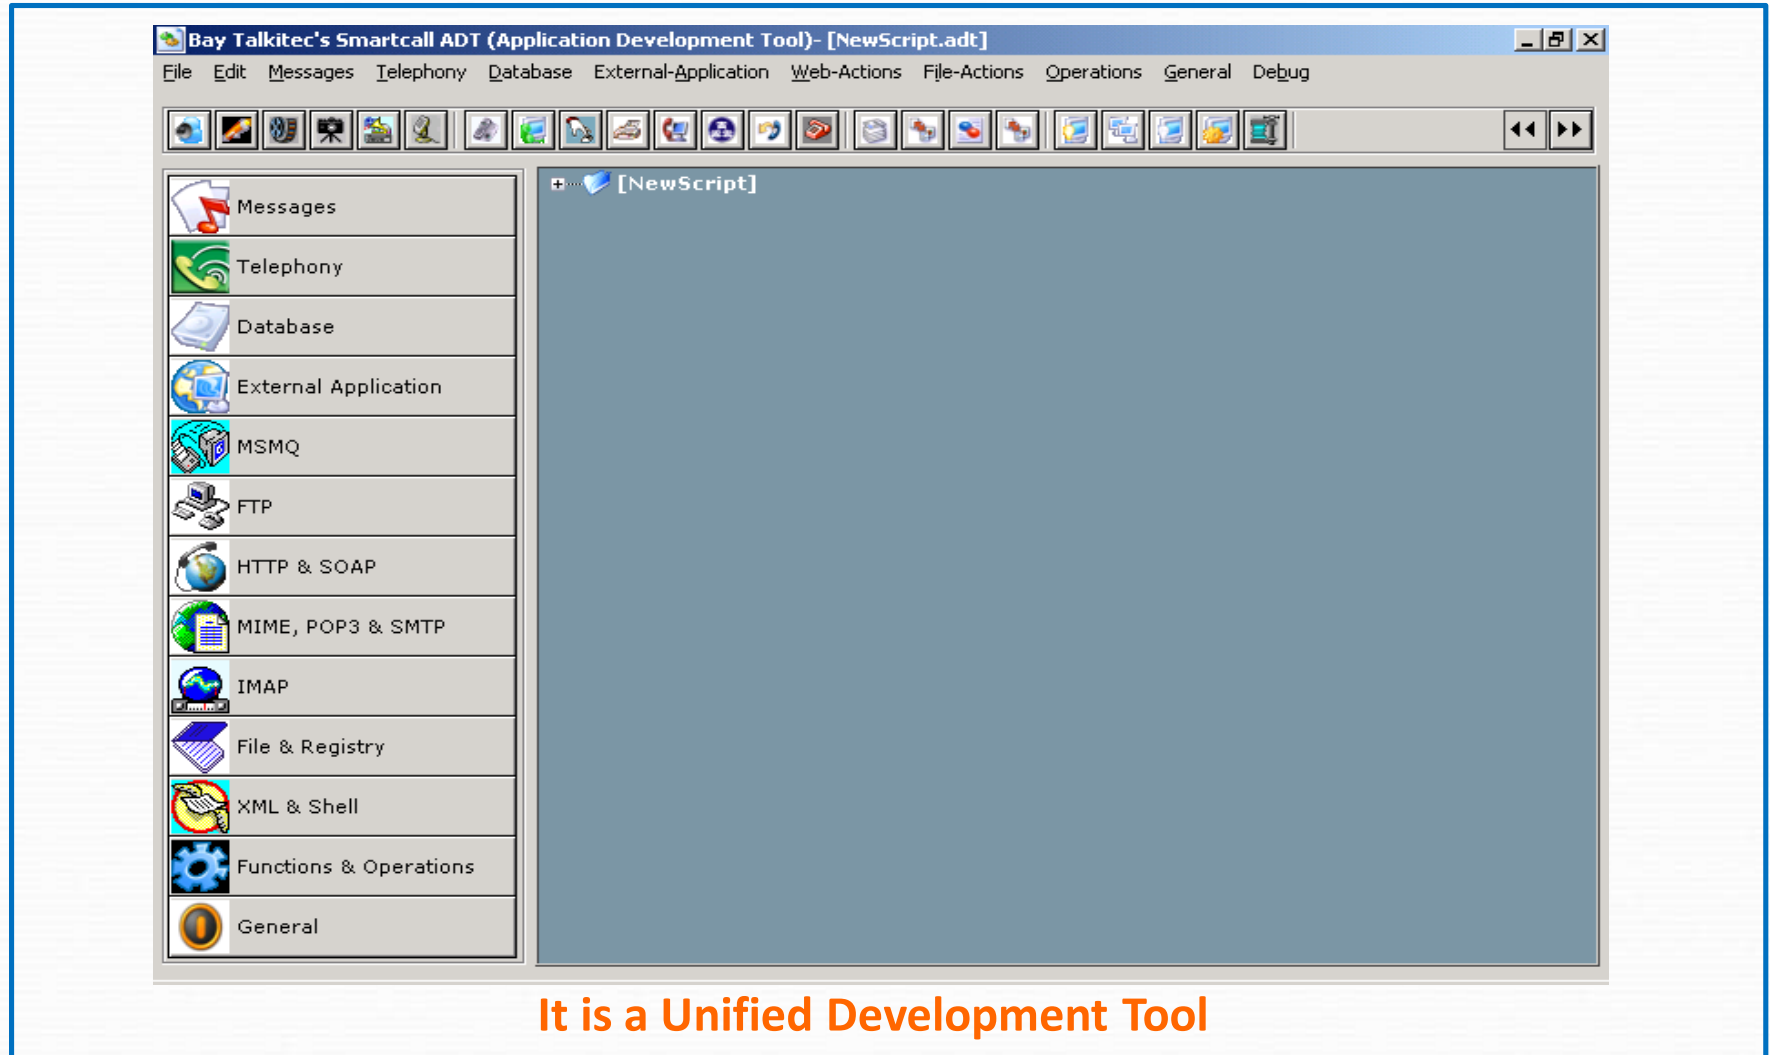 Bay Talkitec's Smartcall ADT (Application Development Tool)- [NewScript.adt]
File Edit Messages Telephony Database External-Application Web-Actions File-Actions Operations General Debug
[NewScript]
Messages
Telephony
Database
External Application
MSMQ
FTP
HTTP & SOAP
MIME, POP3 & SMTP
IMAP
File & Registry
XML & Shell
Functions & Operations
General
It is a Unified Development Tool